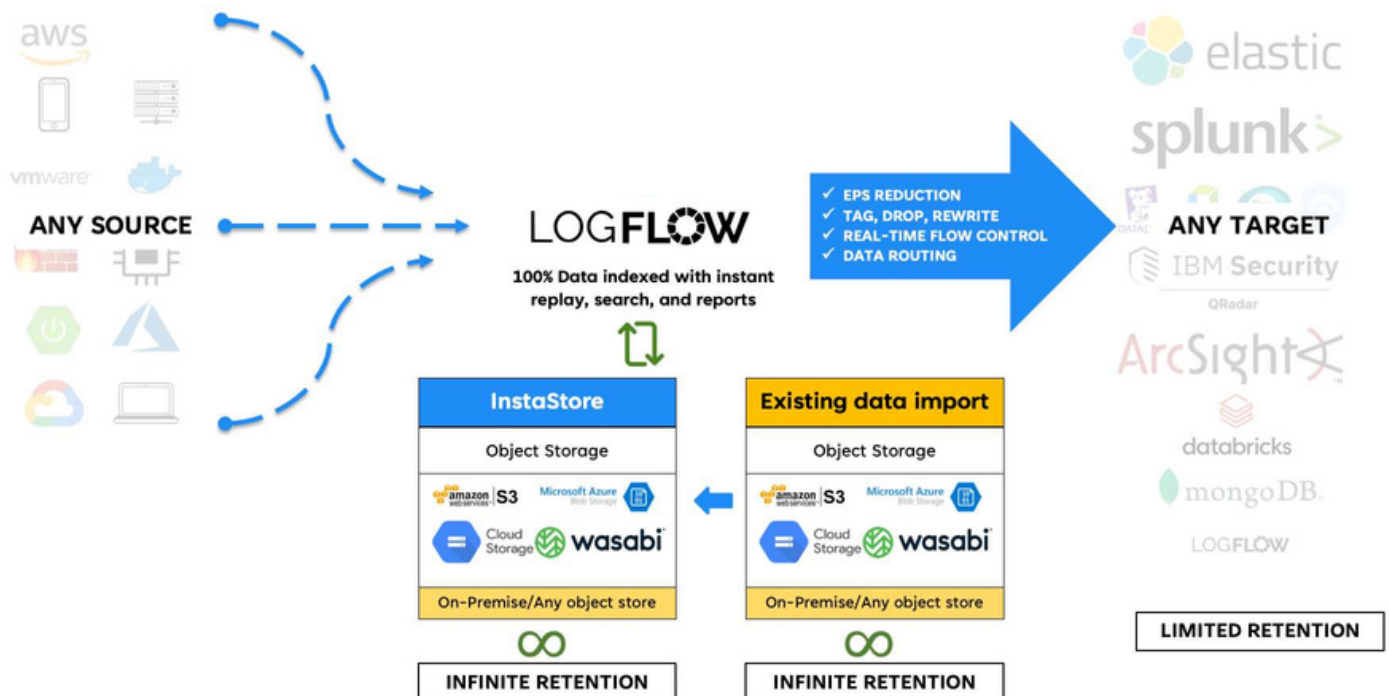 aws
vmware
ANY SOURCE
LOGFLOW
100% Data indexed with instant
replay, search, and reports
✓ EPS REDUCTION
✓ TAG, DROP, REWRITE
✓ REAL-TIME FLOW CONTROL
✓ DATA ROUTING
elastic
splunk>
ANY TARGET
IBM Security
QRadar
ArcSight
databricks
mongoDB
LOGFLOW
LIMITED RETENTION
InstaStore
Object Storage
amazon webservices | S3
Microsoft Azure
Blob Storage
Cloud
Storage
wasabi
On-Premise/Any object store
INFINITE RETENTION
Existing data import
Object Storage
amazon webservices | S3
Microsoft Azure
Blob Storage
Cloud
Storage
wasabi
On-Premise/Any object store
INFINITE RETENTION